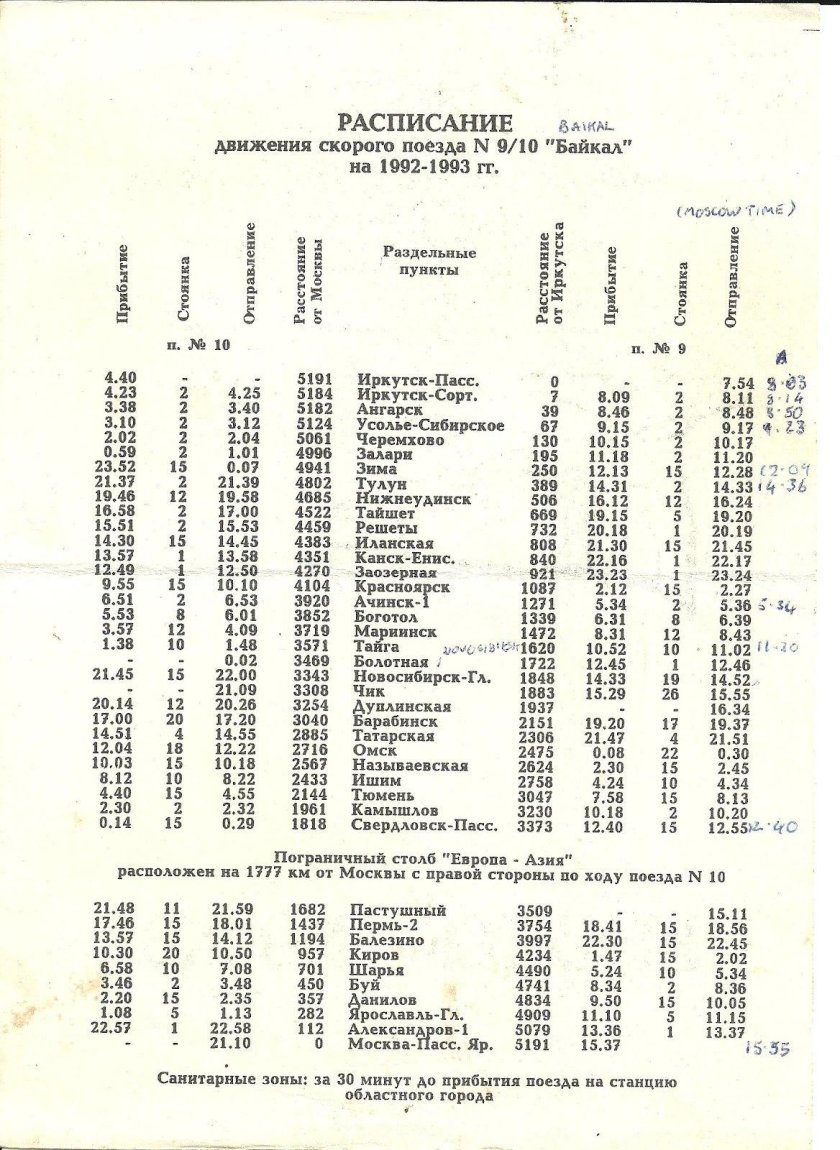 РАСПИСАНИЕ BAIKAL
движения скорого поезда N 9/10 "Байкал"
на 1992-1993 гг.
(MOSCOW TIME)
Прибытие Стоянка Отправление Расстояние от Москвы Раздельные пункты Расстояние от Иркутска Прибытие Стоянка Отправление
п. № 10 п. № 9 A
4.40 - - 5191 Иркутск-Пасс. 0 - - 7.54 8.03
4.23 2 4.25 5184 Иркутск-Сорт. 7 8.09 2 8.11 8.14
3.38 2 3.40 5182 Ангарск 39 8.46 2 8.48 8.50
3.10 2 3.12 5124 Усолье-Сибирское 67 9.15 2 9.17 9.23
2.02 2 2.04 5061 Черемхово 130 10.15 2 10.17
0.59 2 1.01 4996 Залари 195 11.18 2 11.20
23.52 15 0.07 4941 Зима 250 12.13 15 12.28 12.09
21.37 2 21.39 4802 Тулун 389 14.31 2 14.33 14.36
19.46 12 19.58 4685 Нижнеудинск 506 16.12 12 16.24
16.58 2 17.00 4522 Тайшет 669 19.15 5 19.20
15.51 2 15.53 4459 Решеты 732 20.18 1 20.19
14.30 15 14.45 4383 Иланская 808 21.30 15 21.45
13.57 1 13.58 4351 Канск-Енис. 840 22.16 1 22.17
12.49 1 12.50 4270 Заозерная 921 23.23 1 23.24
9.55 15 10.10 4104 Красноярск 1087 2.12 15 2.27
6.51 2 6.53 3920 Ачинск-1 1271 5.34 2 5.36 5.34
5.53 8 6.01 3852 Боготол 1339 6.31 8 6.39
3.57 12 4.09 3719 Мариинск 1472 8.31 12 8.43
1.38 10 1.48 3571 Тайга 1620 10.52 10 11.02 11.20
- - 0.02 3469 Болотная 1722 12.45 1 12.46
21.45 15 22.00 3343 Новосибирск-Гл. 1848 14.33 19 14.52
- - 21.09 3308 Чик 1883 15.29 26 15.55
20.14 12 20.26 3254 Дуплинская 1937 - - 16.34
17.00 20 17.20 3040 Барабинск 2151 19.20 17 19.37
14.51 4 14.55 2885 Татарская 2306 21.47 4 21.51
12.04 18 12.22 2716 Омск 2475 0.08 22 0.30
10.03 15 10.18 2567 Называевская 2624 2.30 15 2.45
8.12 10 8.22 2433 Ишим 2758 4.24 10 4.34
4.40 15 4.55 2144 Тюмень 3047 7.58 15 8.13
2.30 2 2.32 1961 Камышлов 3230 10.18 2 10.20
0.14 15 0.29 1818 Свердловск-Пасс. 3373 12.40 15 12.55 12.40
Пограничный столб "Европа - Азия"
расположен на 1777 км от Москвы с правой стороны по ходу поезда N 10
21.48 11 21.59 1682 Пастушный 3509 - - 15.11
17.46 15 18.01 1437 Пермь-2 3754 18.41 15 18.56
13.57 15 14.12 1194 Балезино 3997 22.30 15 22.45
10.30 20 10.50 957 Киров 4234 1.47 15 2.02
6.58 10 7.08 701 Шарья 4490 5.24 10 5.34
3.46 2 3.48 450 Буй 4741 8.34 2 8.36
2.20 15 2.35 357 Данилов 4834 9.50 15 10.05
1.08 5 1.13 282 Ярославль-Гл. 4909 11.10 5 11.15
22.57 1 22.58 112 Александров-1 5079 13.36 1 13.37
- - 21.10 0 Москва-Пасс. Яр. 5191 15.37 15.35
Санитарные зоны: за 30 минут до прибытия поезда на станцию
областного города